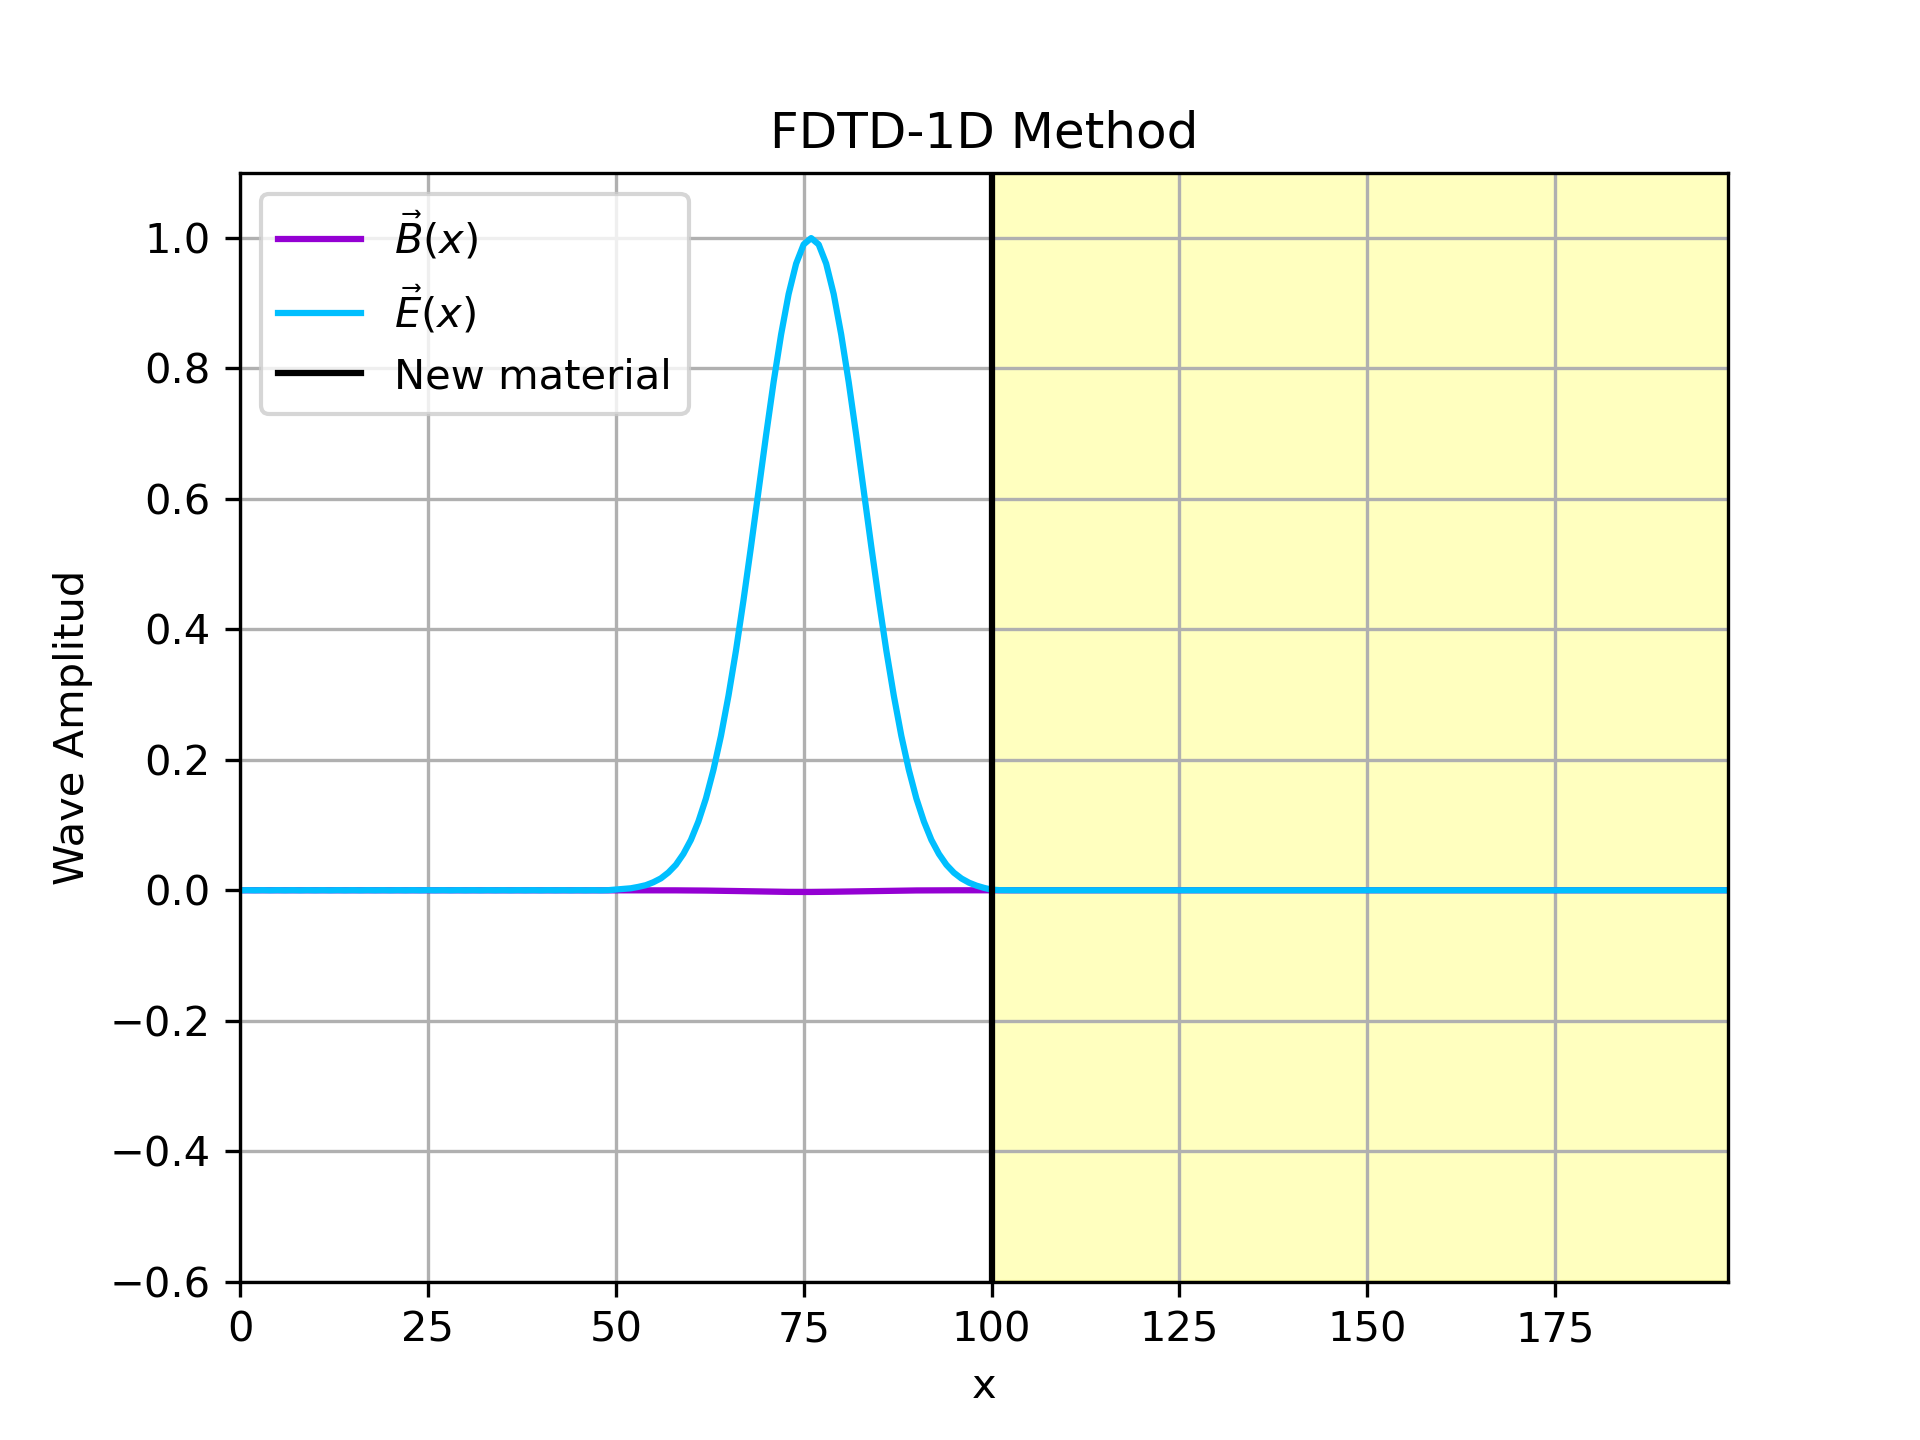 FDTD-1D Method
B⃗(x)
E⃗(x)
New material
Wave Amplitud
1.0
0.8
0.6
0.4
0.2
0.0
−0.2
−0.4
−0.6
0 25 50 75 100 125 150 175
x